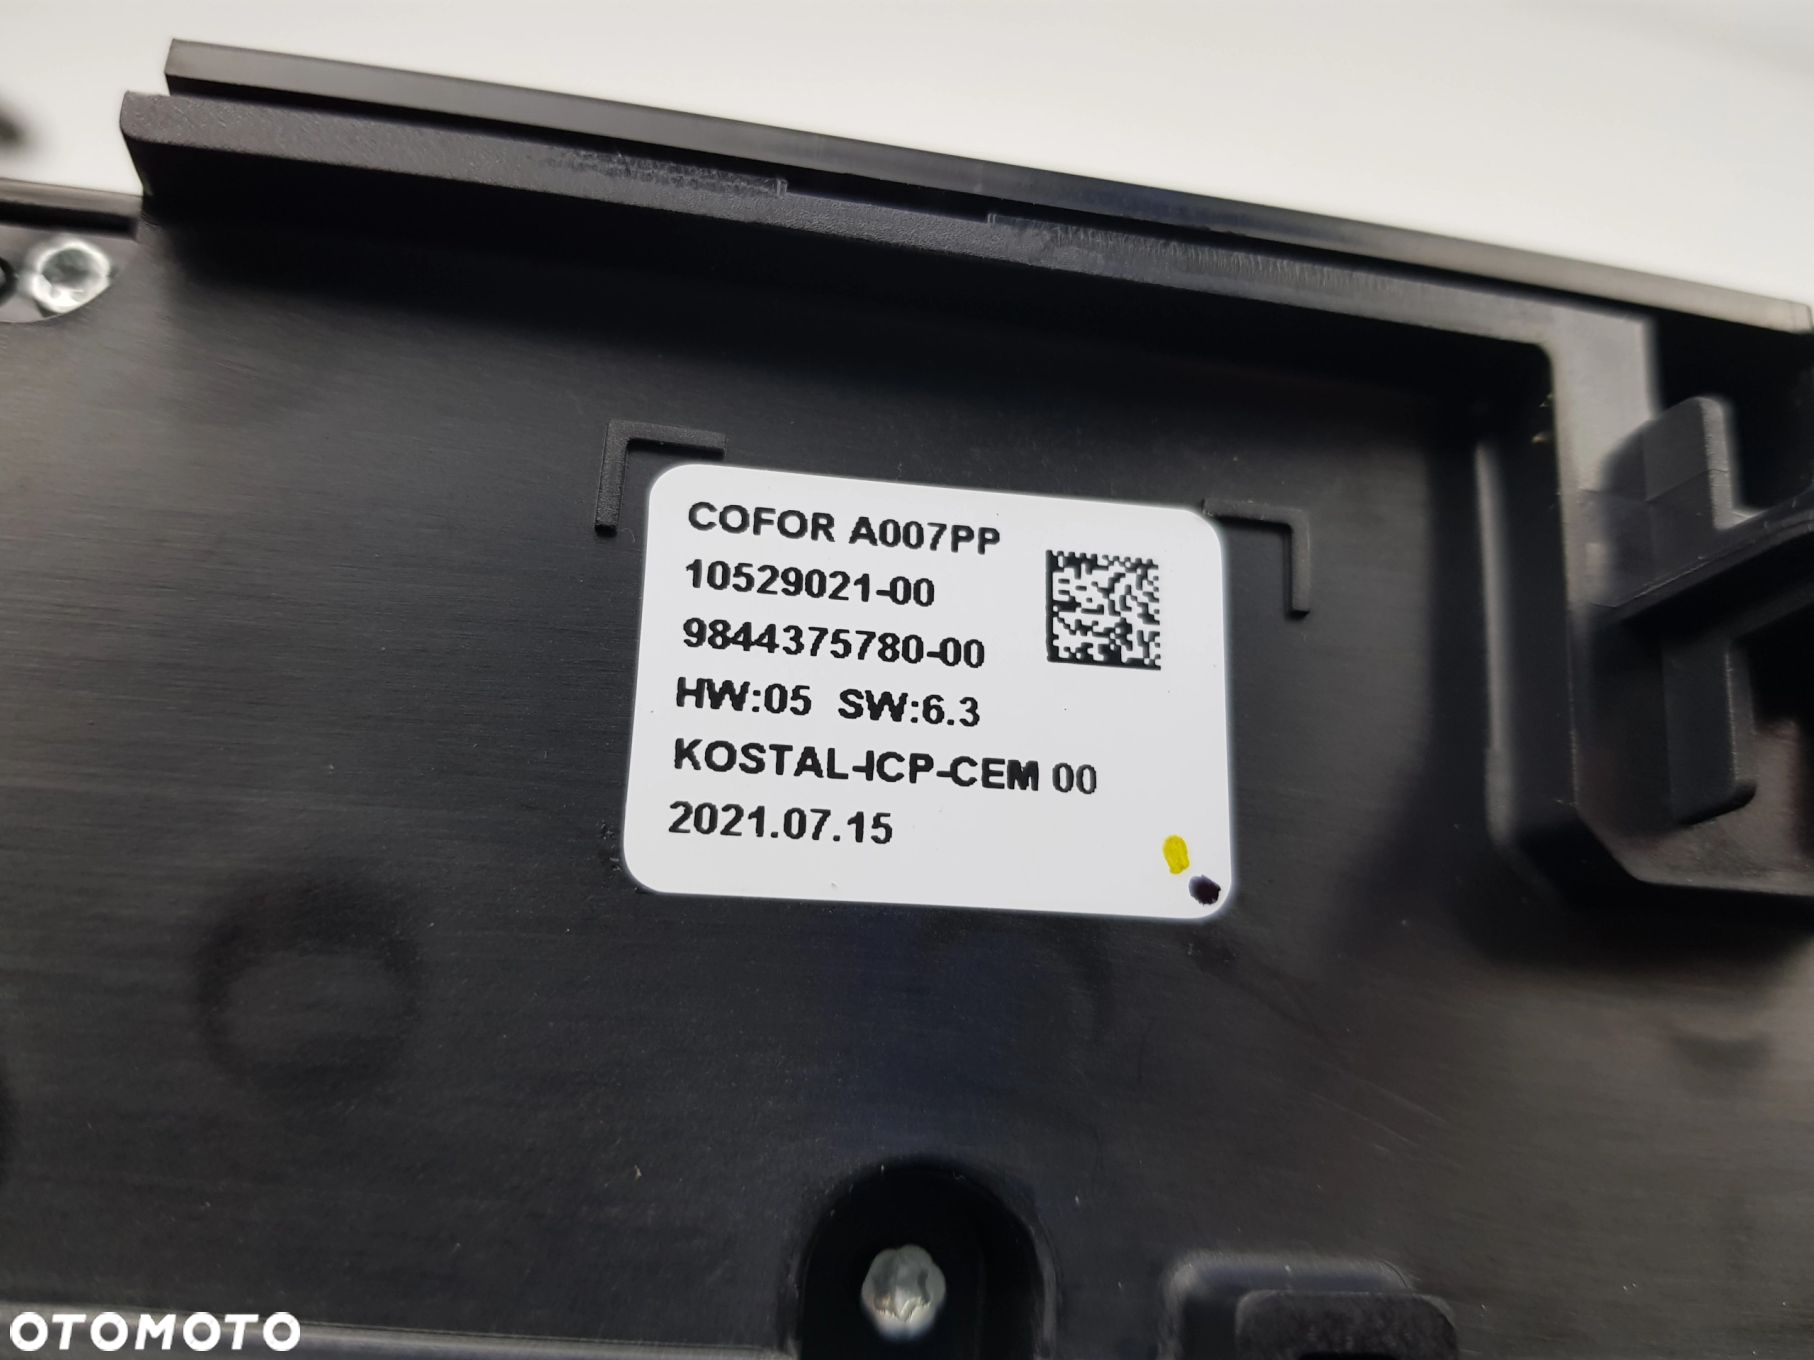 COFOR A007PP
10529021-00
9844375780-00
HW:05 SW:6.3
KOSTAL-ICP-CEM 00
2021.07.15
OTOMOTO